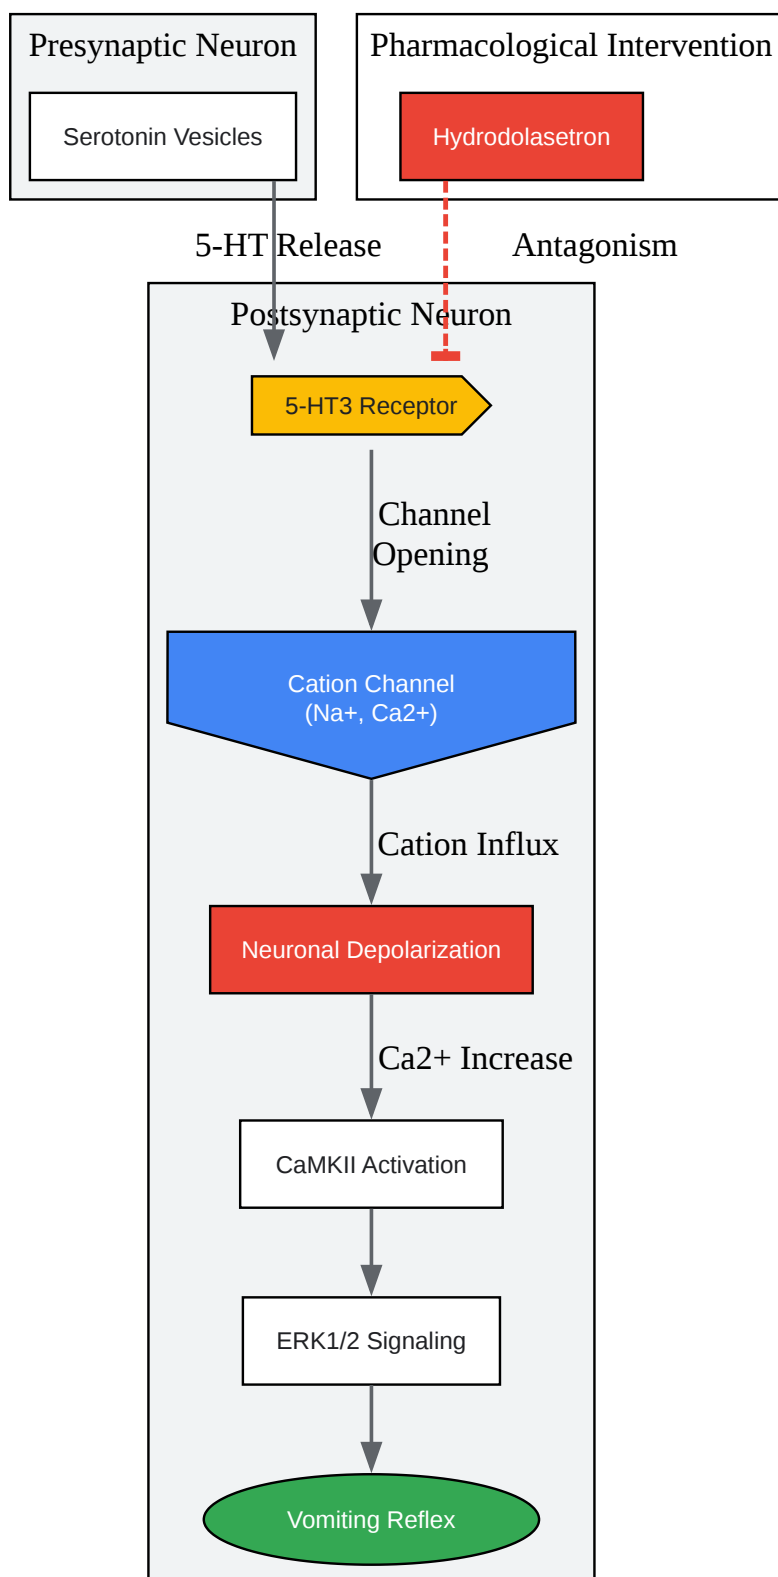 Presynaptic Neuron
Pharmacological Intervention
Serotonin Vesicles
Hydrodolasetron
5-HT Release
Antagonism
Postsynaptic Neuron
5-HT3 Receptor
Channel
Opening
Cation Channel
(Na+, Ca2+)
Cation Influx
Neuronal Depolarization
Ca2+ Increase
CaMKII Activation
ERK1/2 Signaling
Vomiting Reflex